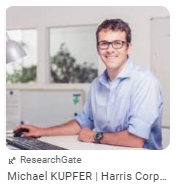 ResearchGate
Michael KUPFER | Harris Corp...